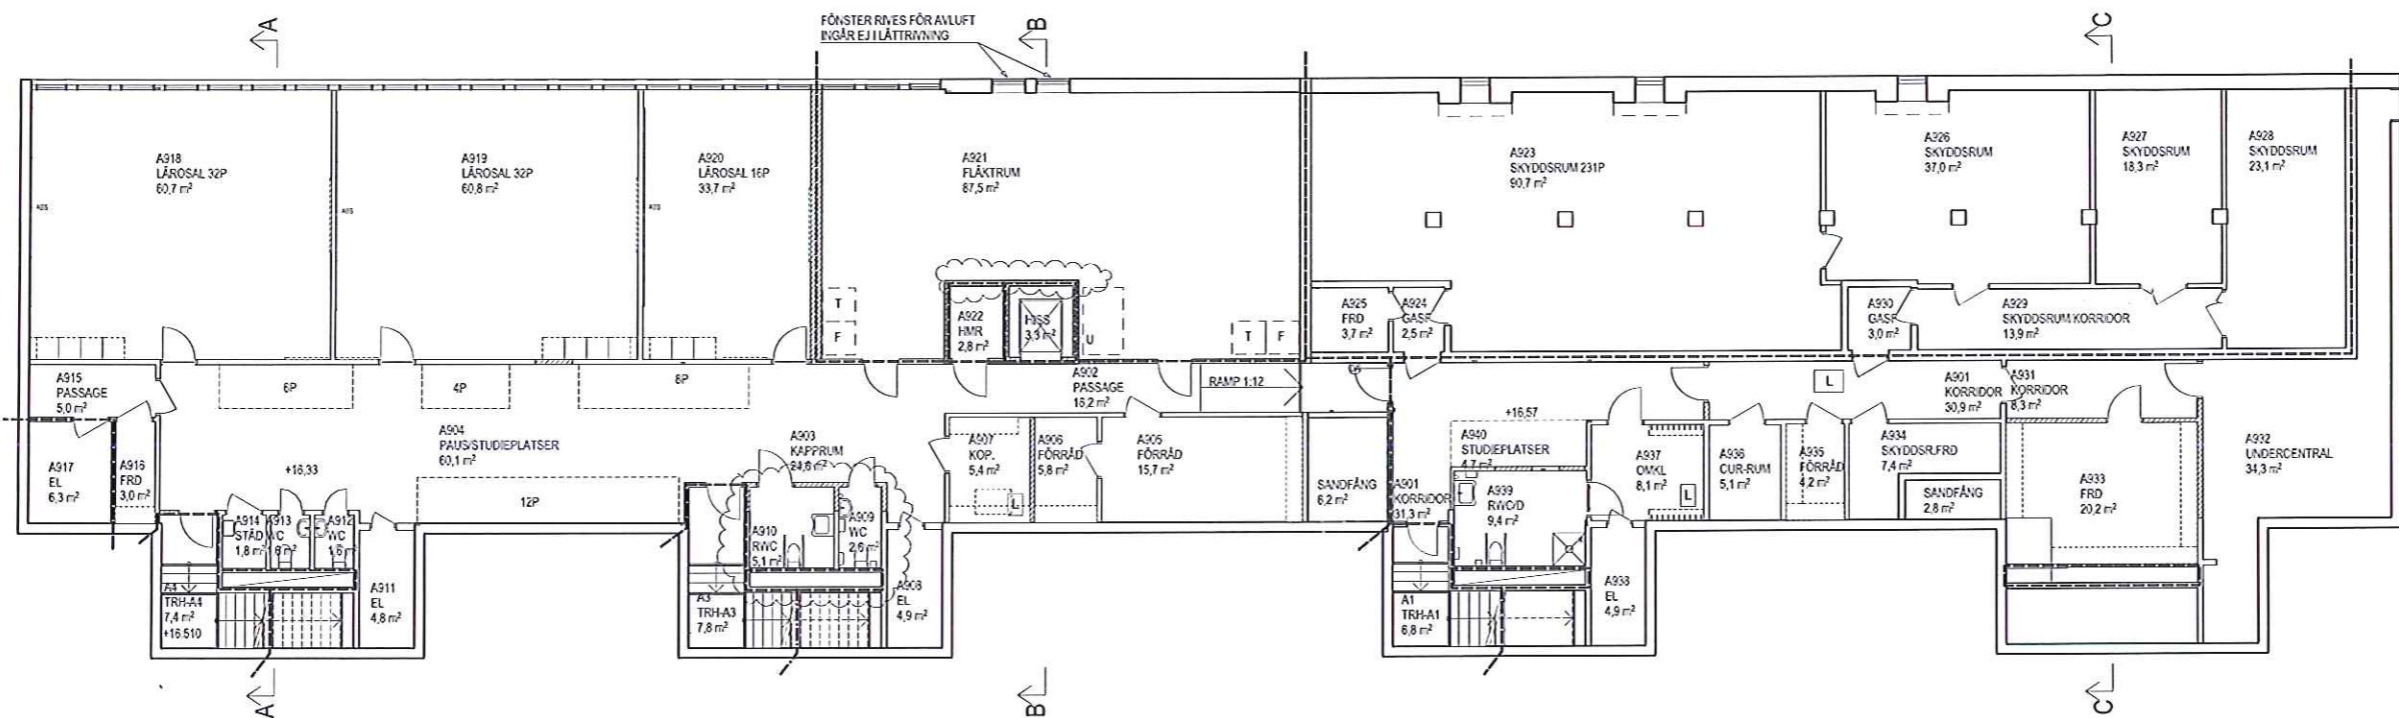 A
FÖNSTER RIVES FÖR AVLUFT
INGÅR EJ I LÄTTRIVNING
B
C
A918
LÄROSAL 32P
60,7 m²
A919
LÄROSAL 32P
60,8 m²
A920
LÄROSAL 16P
33,7 m²
A921
FLÄKTRUM
87,5 m²
A923
SKYDDSRUM 231P
90,7 m²
A926
SKYDDSRUM
37,0 m²
A927
SKYDDSRUM
18,3 m²
A928
SKYDDSRUM
23,1 m²
T
F
A922
HMR
2,8 m²
HISS
3,3 m²
U
T F
A925
FRD
3,7 m²
A924
GASF
2,5 m²
A930
GASF
3,0 m²
A929
SKYDDSRUM KORRIDOR
13,9 m²
A915
PASSAGE
5,0 m²
6P
4P
8P
A902
PASSAGE
16,2 m²
RAMP 1:12
L
A901
KORRIDOR
30,9 m²
A931
KORRIDOR
8,3 m²
A917
EL
6,3 m²
A916
FRD
3,0 m²
A904
PAUS/STUDIEPLATSER
60,1 m²
+16,33
12P
A903
KAPPRUM
24,6 m²
A907
KOP.
5,4 m²
L
A906
FÖRRÅD
5,8 m²
A905
FÖRRÅD
15,7 m²
SANDFÅNG
6,2 m²
A901
KORRIDOR
31,3 m²
+16,57
A940
STUDIEPLATSER
4,7 m²
A939
RWC/D
9,4 m²
A937
OMKL
8,1 m²
L
A936
CUR-RUM
5,1 m²
A935
FÖRRÅD
4,2 m²
A934
SKYDDSR.FRD
7,4 m²
SANDFÅNG
2,8 m²
A933
FRD
20,2 m²
A932
UNDERCENTRAL
34,3 m²
A914
STÄD
1,8 m²
A913
WC
A912
WC
1,6 m²
A910
RWC
5,1 m²
A909
WC
2,6 m²
A4
TRH-A4
7,4 m²
+16.510
A911
EL
4,8 m²
A3
TRH-A3
7,8 m²
A908
EL
4,9 m²
A1
TRH-A1
6,8 m²
A938
EL
4,9 m²
A
B
C